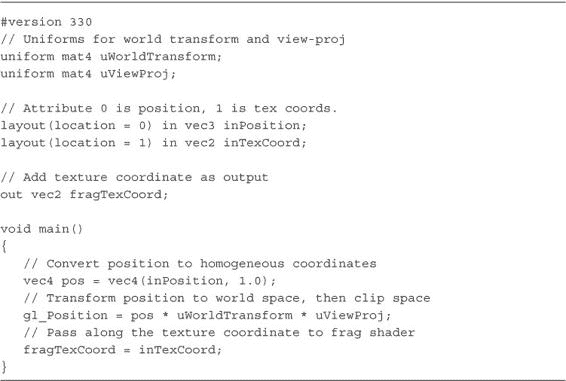 #version 330
// Uniforms for world transform and view-proj
uniform mat4 uWorldTransform;
uniform mat4 uViewProj;

// Attribute 0 is position, 1 is tex coords.
layout(location = 0) in vec3 inPosition;
layout(location = 1) in vec2 inTexCoord;

// Add texture coordinate as output
out vec2 fragTexCoord;

void main()
{
   // Convert position to homogeneous coordinates
   vec4 pos = vec4(inPosition, 1.0);
   // Transform position to world space, then clip space
   gl_Position = pos * uWorldTransform * uViewProj;
   // Pass along the texture coordinate to frag shader
   fragTexCoord = inTexCoord;
}